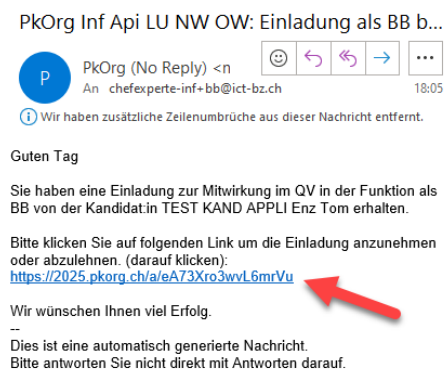 PkOrg Inf Api LU NW OW: Einladung als BB b...
P
PkOrg (No Reply) <n
An chefexperte-inf+bb@ict-bz.ch
18:05
Wir haben zusätzliche Zeilenumbrüche aus dieser Nachricht entfernt.
Guten Tag
Sie haben eine Einladung zur Mitwirkung im QV in der Funktion als
BB von der Kandidat:in TEST KAND APPLI Enz Tom erhalten.
Bitte klicken Sie auf folgenden Link um die Einladung anzunehmen
oder abzulehnen. (darauf klicken):
https://2025.pkorg.ch/a/eA73Xro3wvL6mrVu
Wir wünschen Ihnen viel Erfolg.
--
Dies ist eine automatisch generierte Nachricht.
Bitte antworten Sie nicht direkt mit Antworten darauf.